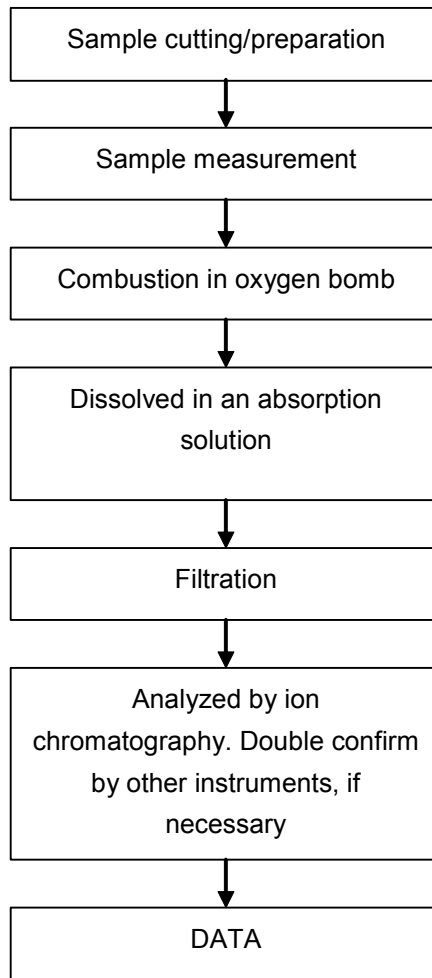 Sample cutting/preparation
Sample measurement
Combustion in oxygen bomb
Dissolved in an absorption
solution
Filtration
Analyzed by ion
chromatography. Double confirm
by other instruments, if
necessary
DATA